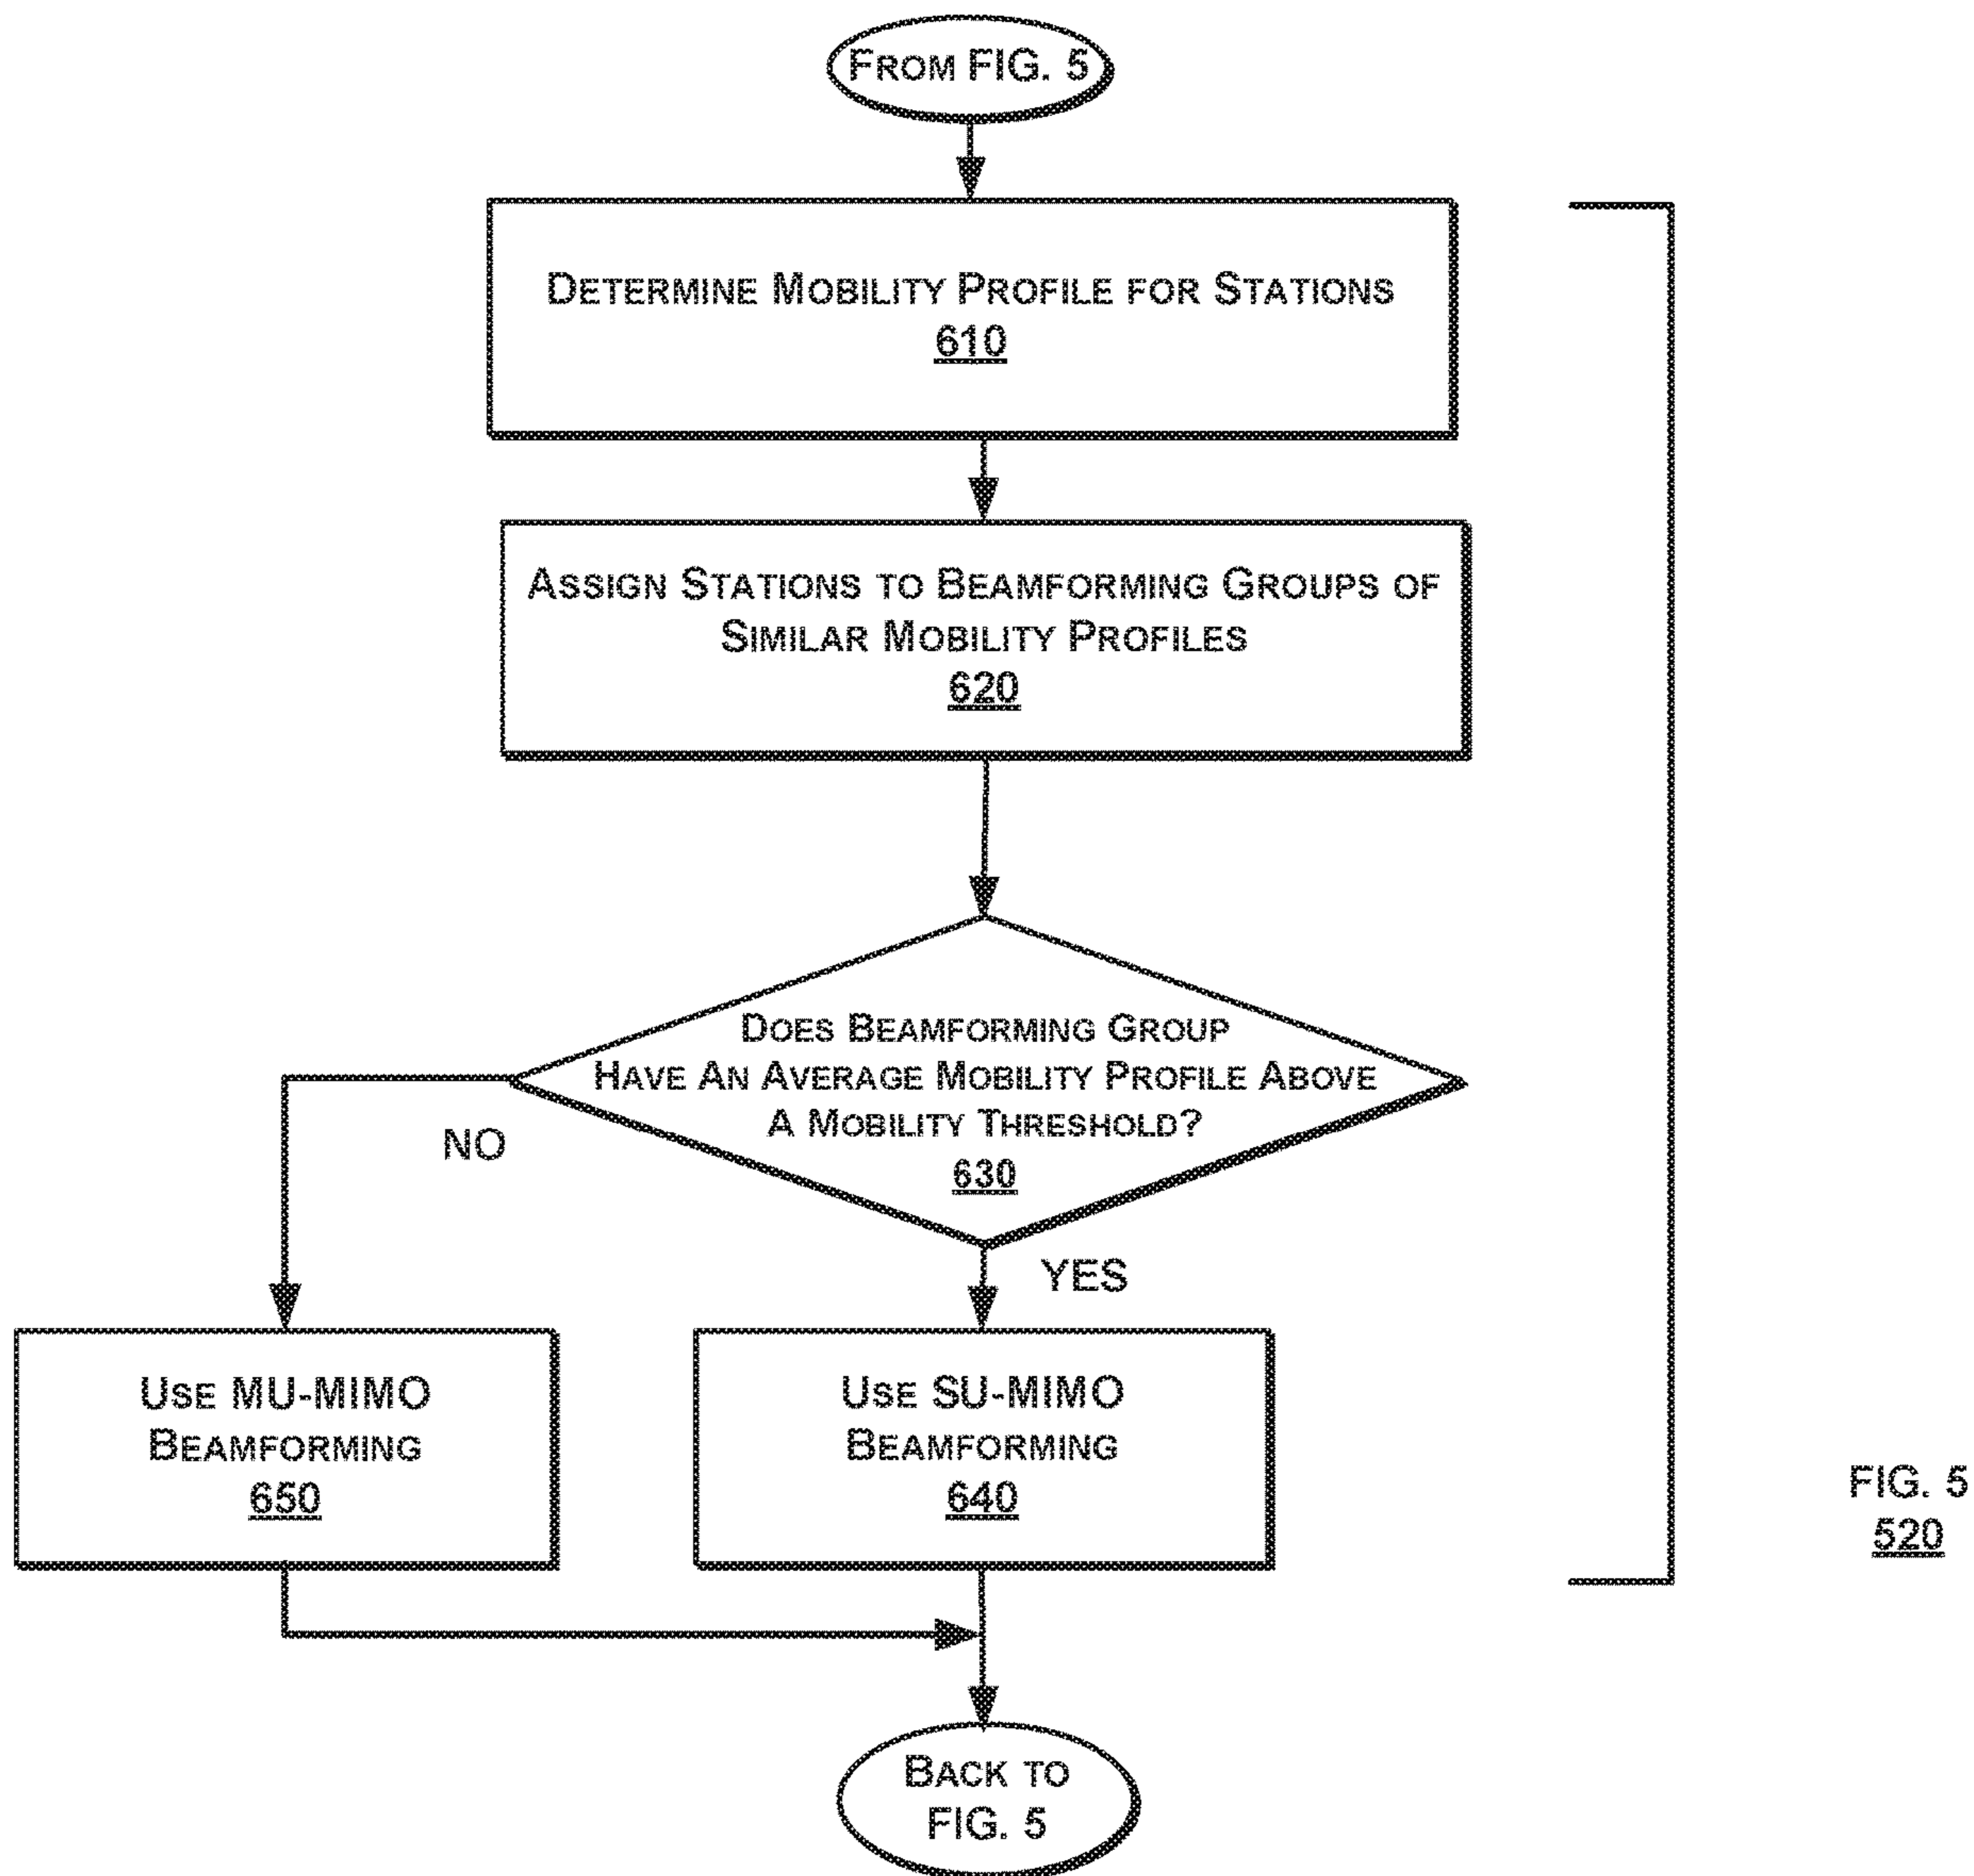 FROM FIG. 5
DETERMINE MOBILITY PROFILE FOR STATIONS
610
ASSIGN STATIONS TO BEAMFORMING GROUPS OF
SIMILAR MOBILITY PROFILES
620
DOES BEAMFORMING GROUP
HAVE AN AVERAGE MOBILITY PROFILE ABOVE
A MOBILITY THRESHOLD?
630
NO
YES
USE MU-MIMO
BEAMFORMING
650
USE SU-MIMO
BEAMFORMING
640
FIG. 5
520
BACK TO
FIG. 5